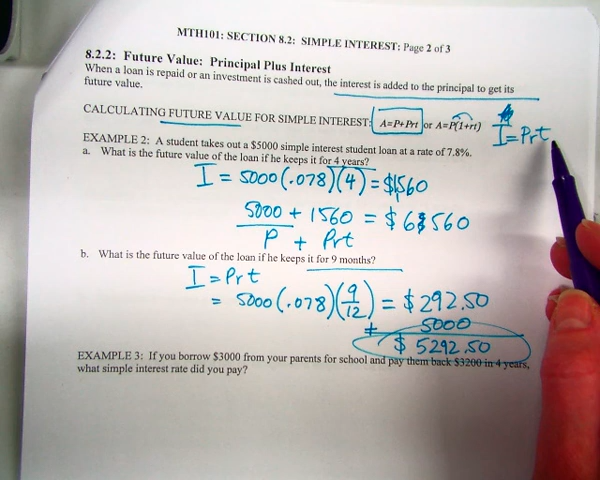 MTH101: SECTION 8.2: SIMPLE INTEREST: Page 2 of 3
8.2.2: Future Value: Principal Plus Interest
When a loan is repaid or an investment is cashed out, the interest is added to the principal to get its
future value.
CALCULATING FUTURE VALUE FOR SIMPLE INTEREST: A=P+Prt or A=P(1+rt) I=Prt
EXAMPLE 2: A student takes out a $5000 simple interest student loan at a rate of 7.8%.
a. What is the future value of the loan if he keeps it for 4 years?
I = 5000(.078)(4) = $1560
5000 + 1560 = $6560
P + Prt
b. What is the future value of the loan if he keeps it for 9 months?
I = Prt
= 5000(.078)(9/12) = $292.50
+ 5000
$ 5292.50
EXAMPLE 3: If you borrow $3000 from your parents for school and pay them back $3200 in 4 years,
what simple interest rate did you pay?